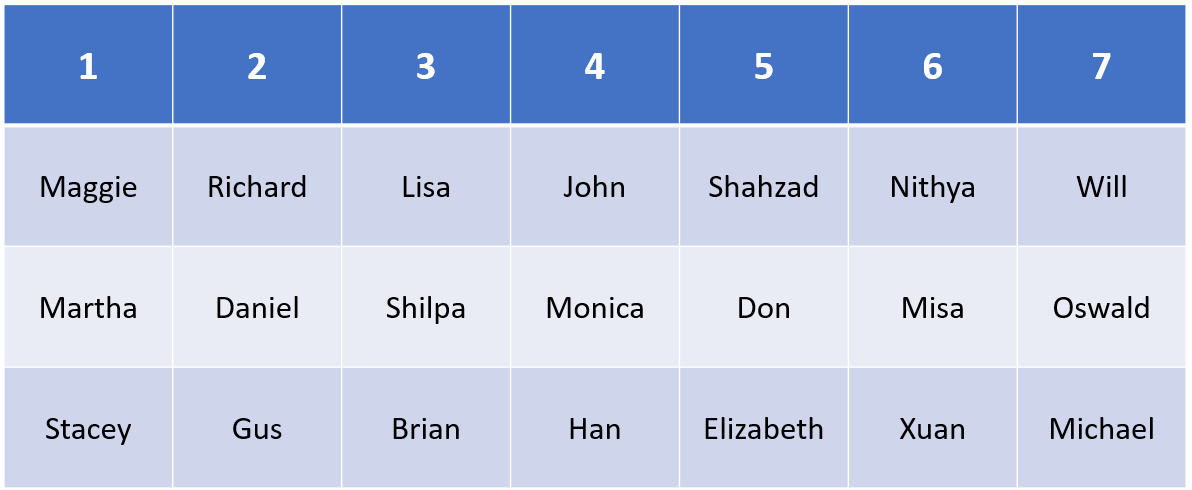 1 2 3 4 5 6 7
Maggie Richard Lisa John Shahzad Nithya Will
Martha Daniel Shilpa Monica Don Misa Oswald
Stacey Gus Brian Han Elizabeth Xuan Michael